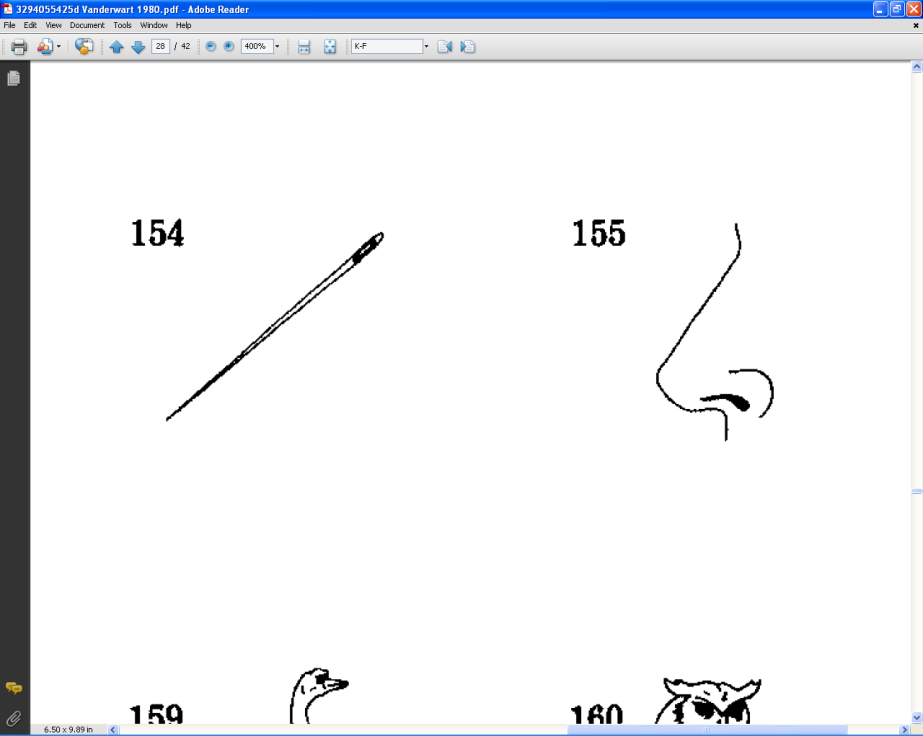 3294055425d Vanderwart 1980.pdf - Adobe Reader
File Edit View Document Tools Window Help
28 / 42 400% K-F
154 155
159 160
6.50 x 9.89 in